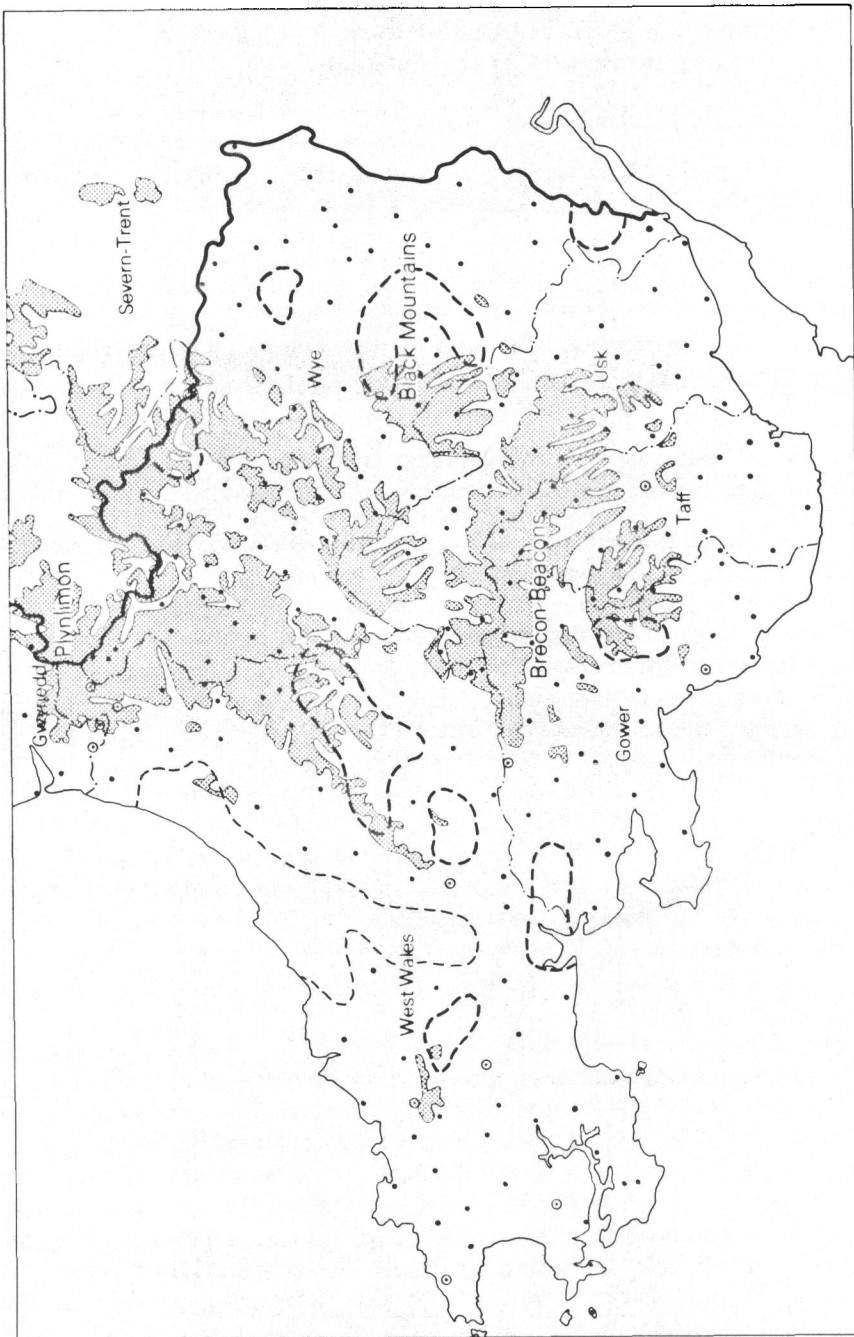 Severn-Trent
Plynlimon
Gwynedd
Wye
Black Mountains
Usk
Brecon Beacons
Taff
Gower
West Wales